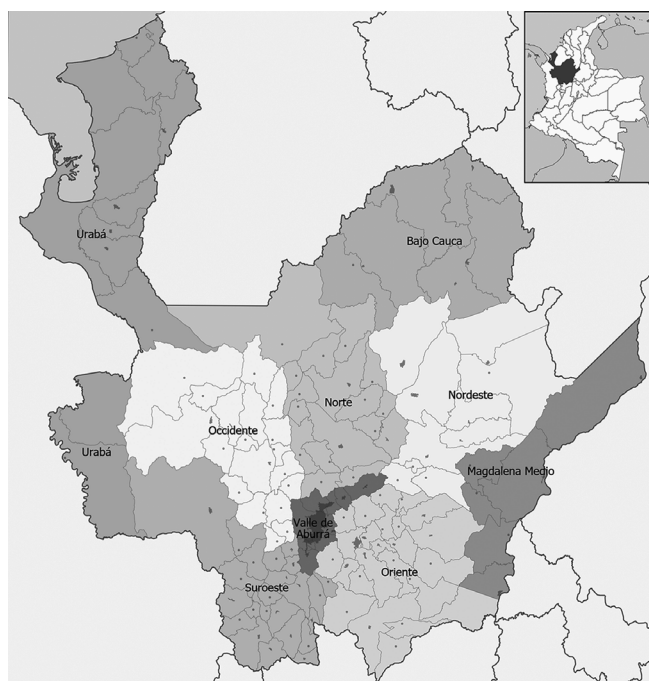 Urabá
Bajo Cauca
Norte
Nordeste
Occidente
Urabá
Magdalena Medio
Valle de
Aburrá
Oriente
Suroeste